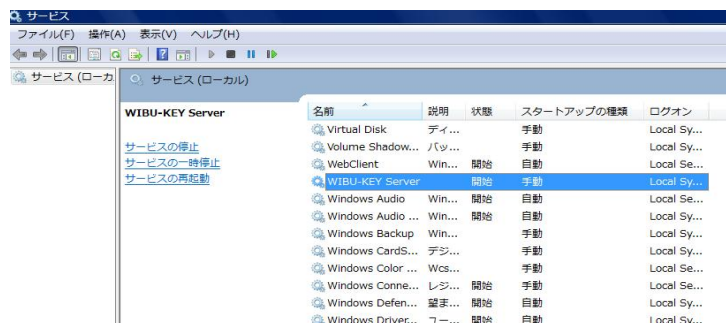 サービス
ファイル(F) 操作(A) 表示(V) ヘルプ(H)
サービス (ローカ
サービス (ローカル)
WIBU-KEY Server
サービスの停止
サービスの一時停止
サービスの再起動
名前 説明 状態 スタートアップの種類 ログオン
Virtual Disk ディ... 手動 Local Sy...
Volume Shadow... バッ... 手動 Local Sy...
WebClient Win... 開始 自動 Local Se...
WIBU-KEY Server 開始 手動 Local Sy...
Windows Audio Win... 開始 自動 Local Se...
Windows Audio ... Win... 開始 自動 Local Sy...
Windows Backup Win... 手動 Local Sy...
Windows CardS... デジ... 手動 Local Sy...
Windows Color ... Wcs... 手動 Local Se...
Windows Conne... レジ... 開始 手動 Local Se...
Windows Defen... 望ま... 開始 自動 Local Sy...
Windows Driver... ユー... 開始 自動 Local Sy...